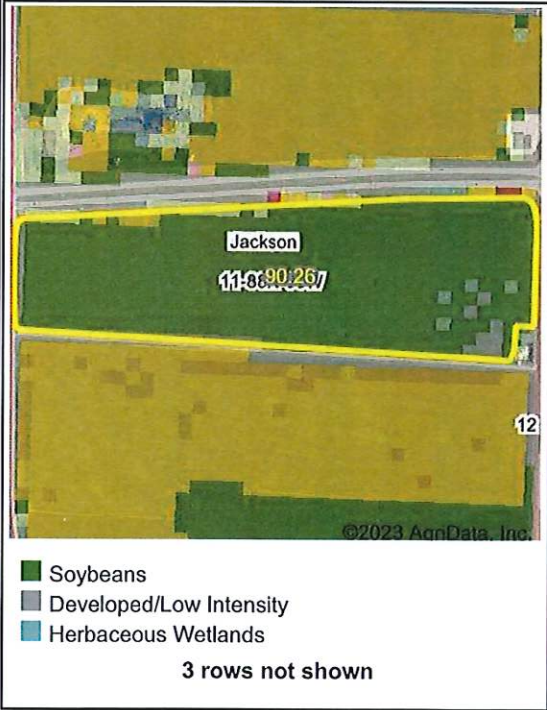 Jackson
90.26
12
©2023 AgriData, Inc.
Soybeans
Developed/Low Intensity
Herbaceous Wetlands
3 rows not shown